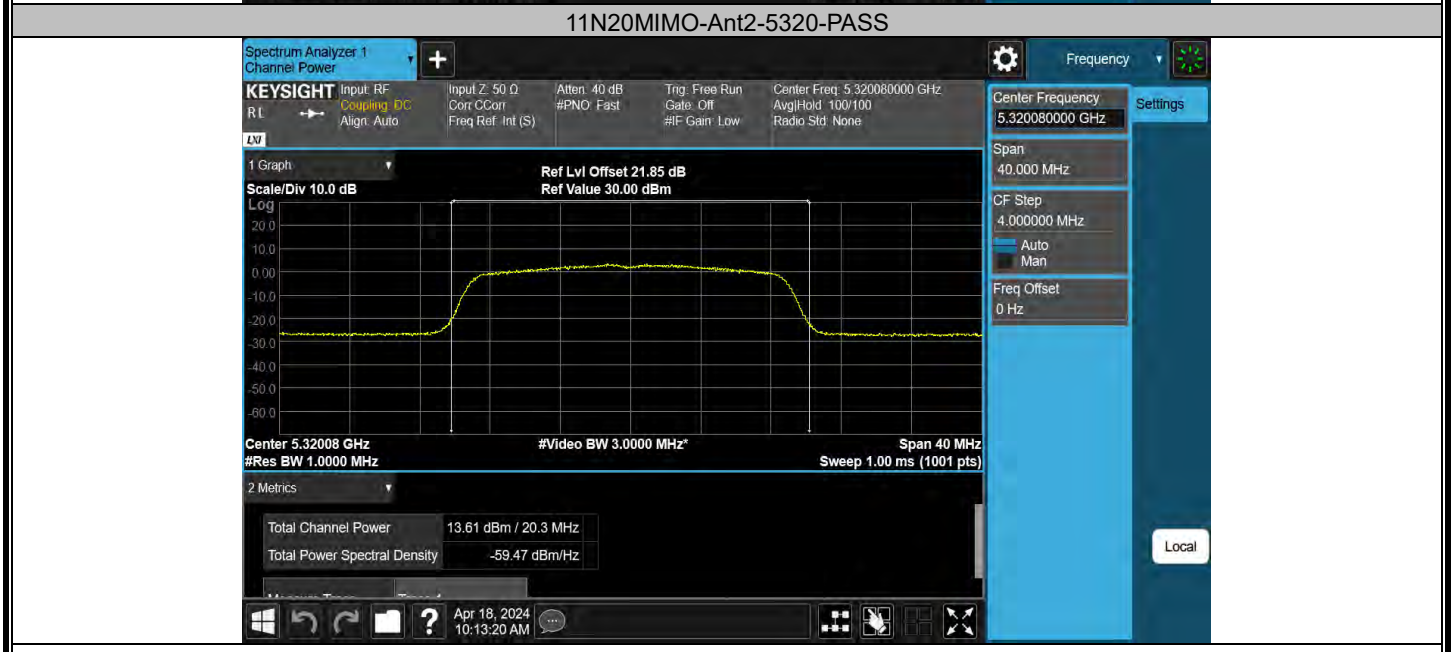 11N20MIMO-Ant2-5320-PASS
Spectrum Analyzer 1
Channel Power
+
Frequency
KEYSIGHT
RL
LXI
Input: RF
Coupling: DC
Align: Auto
Input Z: 50 Ω
Corr CCorr
Freq Ref: Int (S)
Atten: 40 dB
#PNO: Fast
Trig: Free Run
Gate: Off
#IF Gain: Low
Center Freq: 5.320080000 GHz
Avg|Hold: 100/100
Radio Std: None
Center Frequency
5.320080000 GHz
Settings
Span
40.000 MHz
CF Step
4.000000 MHz
Auto
Man
Freq Offset
0 Hz
Local
1 Graph
Scale/Div 10.0 dB
Ref Lvl Offset 21.85 dB
Ref Value 30.00 dBm
Log
20.0
10.0
0.00
-10.0
-20.0
-30.0
-40.0
-50.0
-60.0
Center 5.32008 GHz
#Video BW 3.0000 MHz*
Span 40 MHz
#Res BW 1.0000 MHz
Sweep 1.00 ms (1001 pts)
2 Metrics
Total Channel Power 13.61 dBm / 20.3 MHz
Total Power Spectral Density -59.47 dBm/Hz
?
Apr 18, 2024
10:13:20 AM